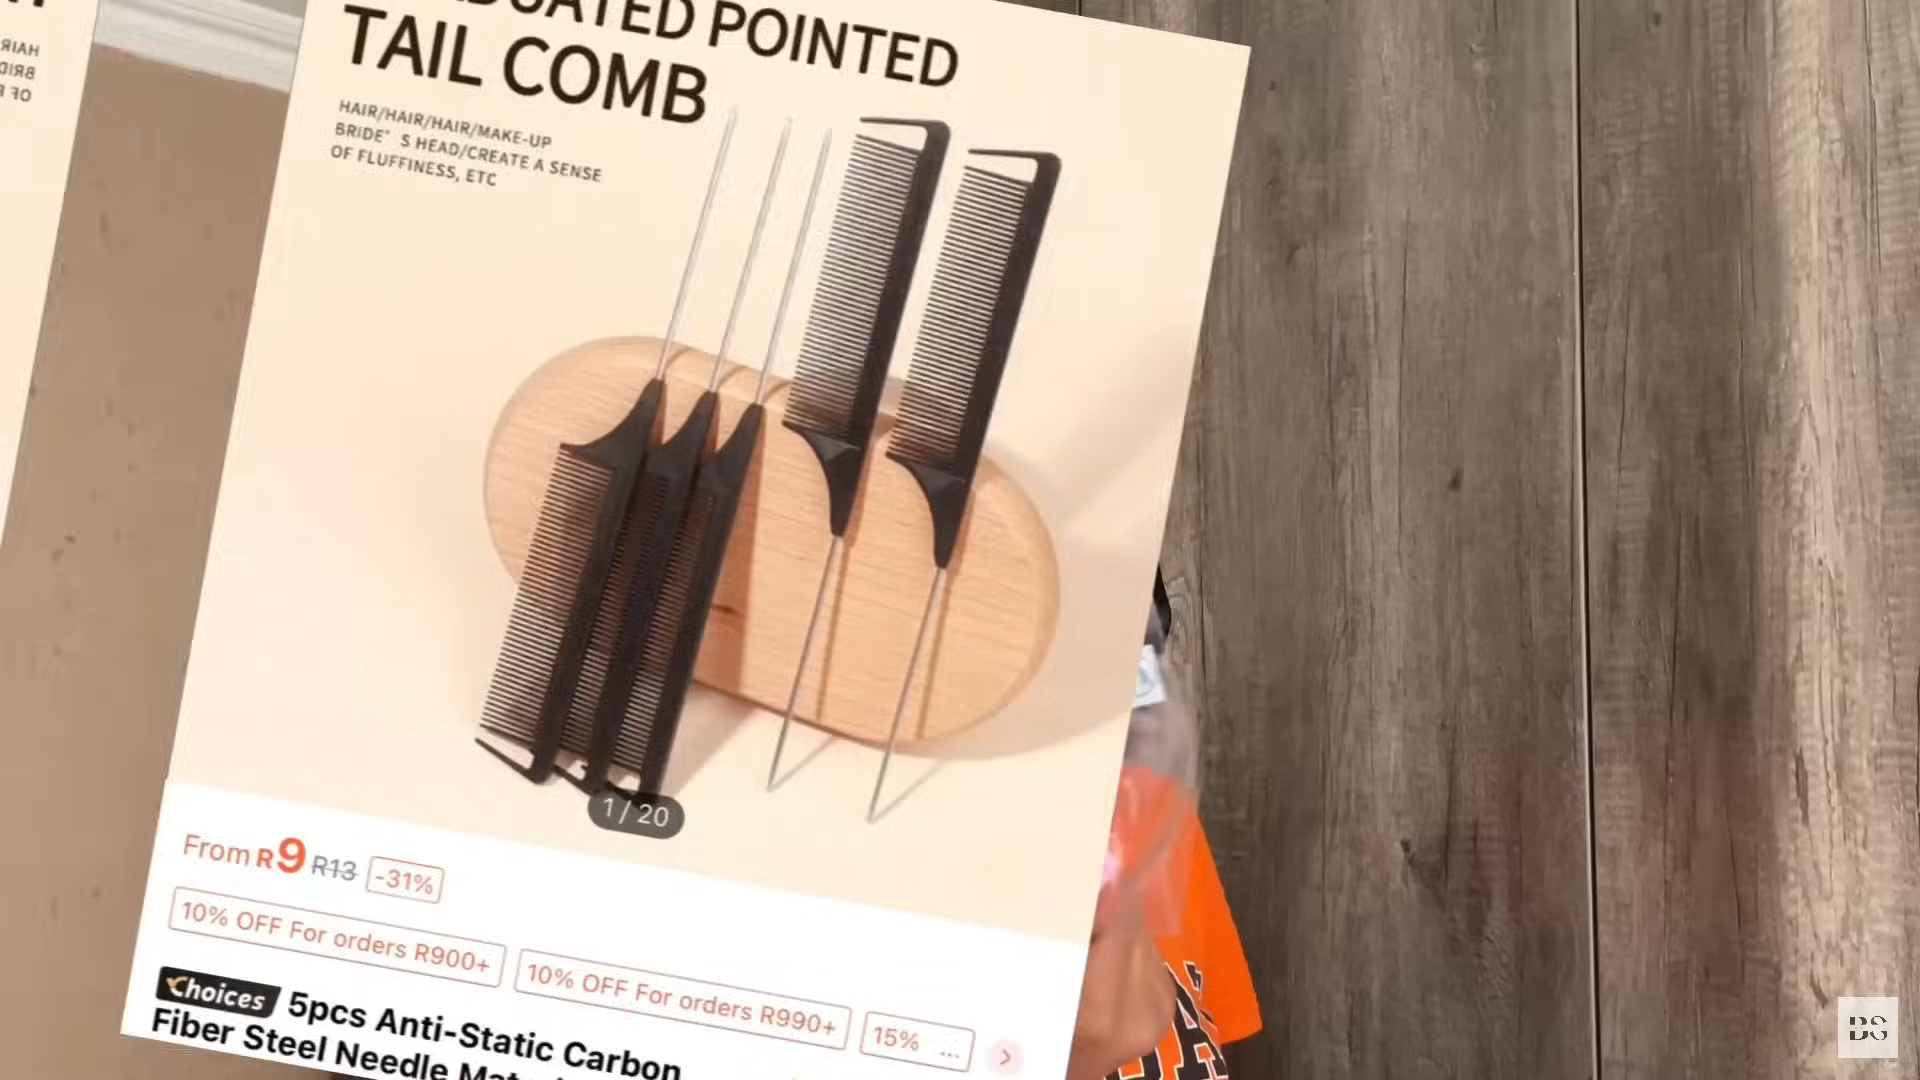 POINTED
TAIL COMB
HAIR/HAIR/HAIR/MAKE-UP
BRIDE" S HEAD/CREATE A SENSE
OF FLUFFINESS, ETC
1 / 20
From R9 R13 -31%
10% OFF For orders R900+
10% OFF For orders R990+
15% ...
Choices 5pcs Anti-Static Carbon
Fiber Steel Needle
BS